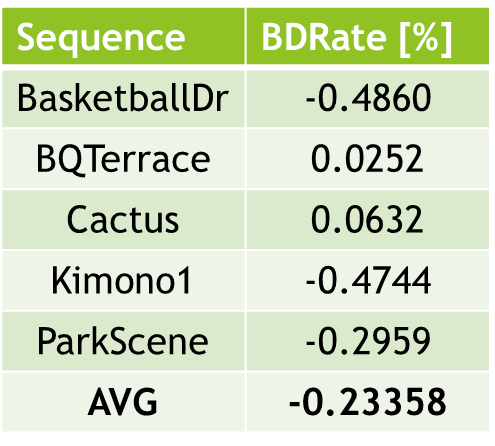 Sequence BDRate [%]
BasketballDr -0.4860
BQTerrace 0.0252
Cactus 0.0632
Kimono1 -0.4744
ParkScene -0.2959
AVG -0.23358